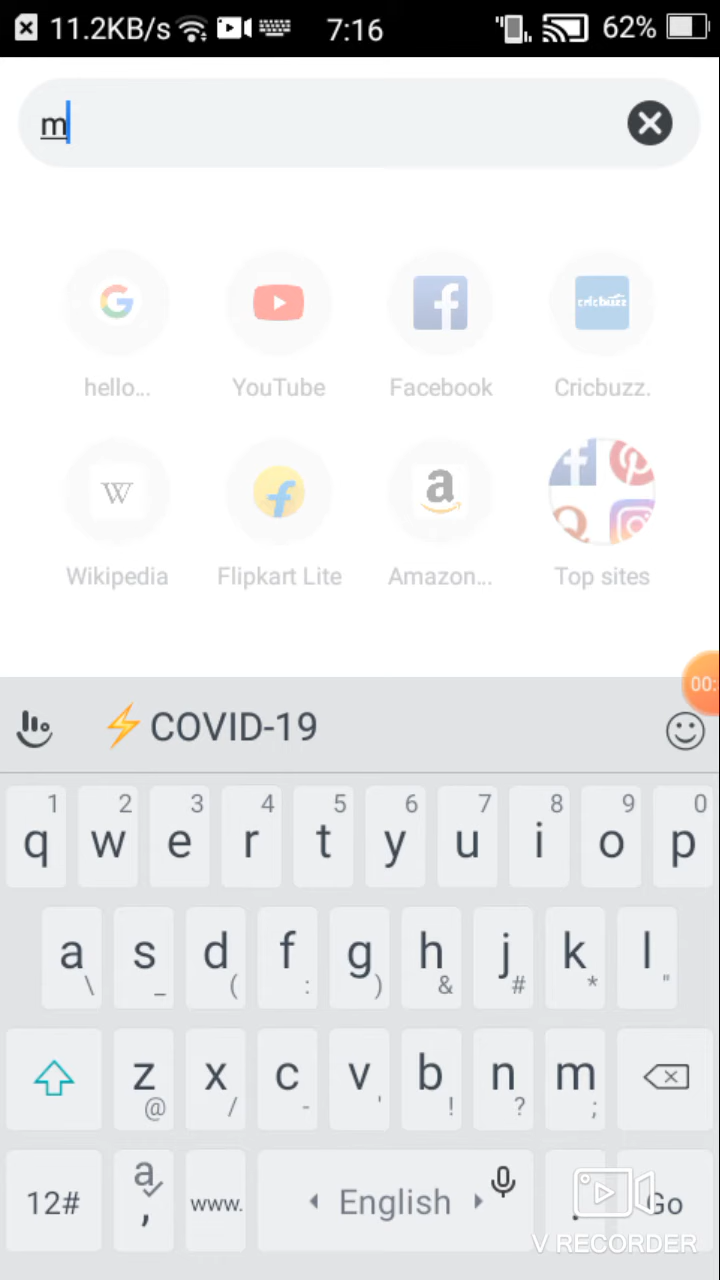 11.2KB/s 7:16 62%
m
cricbuzz
hello... YouTube Facebook Cricbuzz.
Wikipedia Flipkart Lite Amazon... Top sites
00:
COVID-19
1 2 3 4 5 6 7 8 9 0
q w e r t y u i o p
a s d f g h j k l
\ _ ( : ) & # * "
z x c v b n m
@ / - ' ! ? ;
12# a , www. English . Go
V RECORDER